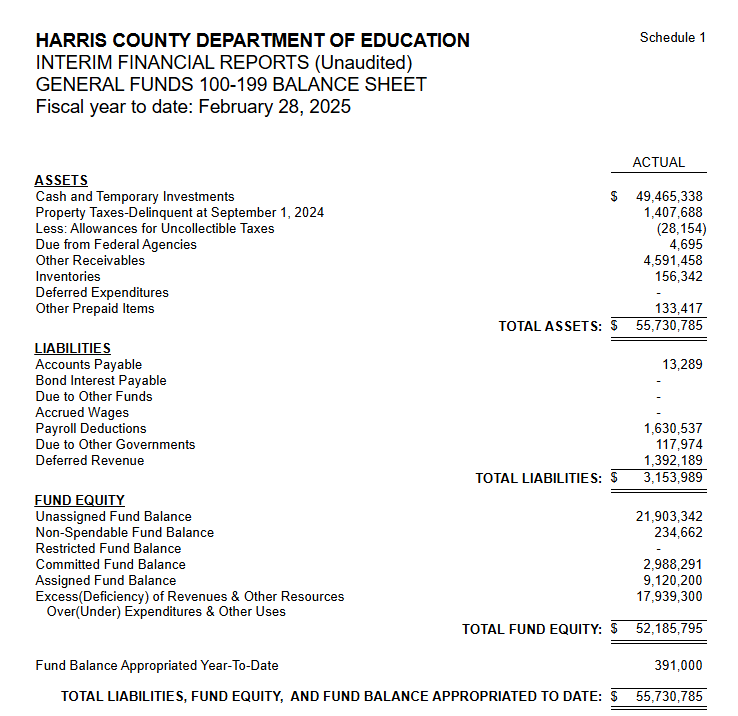 HARRIS COUNTY DEPARTMENT OF EDUCATION Schedule 1
INTERIM FINANCIAL REPORTS (Unaudited)
GENERAL FUNDS 100-199 BALANCE SHEET
Fiscal year to date: February 28, 2025
ACTUAL
ASSETS
Cash and Temporary Investments $ 49,465,338
Property Taxes-Delinquent at September 1, 2024 1,407,688
Less: Allowances for Uncollectible Taxes (28,154)
Due from Federal Agencies 4,695
Other Receivables 4,591,458
Inventories 156,342
Deferred Expenditures -
Other Prepaid Items 133,417
TOTAL ASSETS: $ 55,730,785
LIABILITIES
Accounts Payable 13,289
Bond Interest Payable -
Due to Other Funds -
Accrued Wages -
Payroll Deductions 1,630,537
Due to Other Governments 117,974
Deferred Revenue 1,392,189
TOTAL LIABILITIES: $ 3,153,989
FUND EQUITY
Unassigned Fund Balance 21,903,342
Non-Spendable Fund Balance 234,662
Restricted Fund Balance -
Committed Fund Balance 2,988,291
Assigned Fund Balance 9,120,200
Excess(Deficiency) of Revenues & Other Resources 17,939,300
Over(Under) Expenditures & Other Uses
TOTAL FUND EQUITY: $ 52,185,795
Fund Balance Appropriated Year-To-Date 391,000
TOTAL LIABILITIES, FUND EQUITY, AND FUND BALANCE APPROPRIATED TO DATE: $ 55,730,785